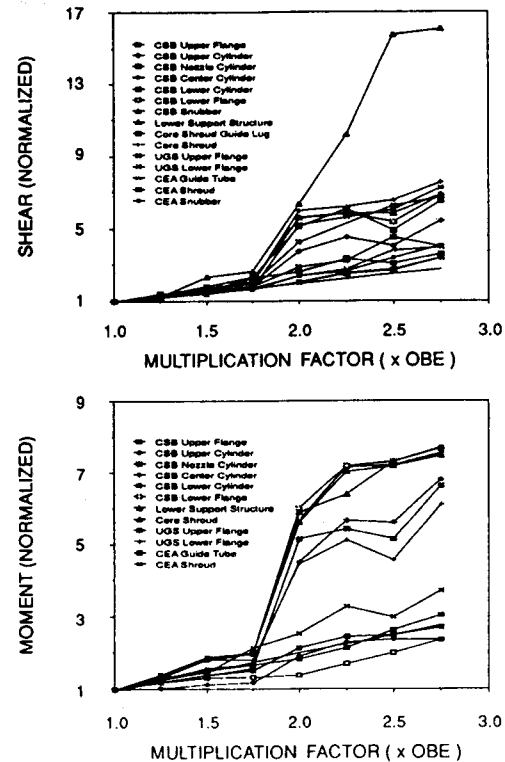 17
13
9
5
1
SHEAR (NORMALIZED)
CSB Upper Flange
CSB Upper Cylinder
CSB Nozzle Cylinder
CSB Center Cylinder
CSB Lower Cylinder
CSB Lower Flange
CSB Snubber
Lower Support Structure
Core Shroud Guide Lug
Core Shroud
UGS Upper Flange
UGS Lower Flange
CEA Guide Tube
CEA Shroud
CEA Snubber
1.0 1.5 2.0 2.5 3.0
MULTIPLICATION FACTOR ( x OBE )
9
7
5
3
1
MOMENT (NORMALIZED)
CSB Upper Flange
CSB Upper Cylinder
CSB Nozzle Cylinder
CSB Center Cylinder
CSB Lower Cylinder
CSB Lower Flange
Lower Support Structure
Core Shroud
UGS Upper Flange
UGS Lower Flange
CEA Guide Tube
CEA Shroud
1.0 1.5 2.0 2.5 3.0
MULTIPLICATION FACTOR ( x OBE )